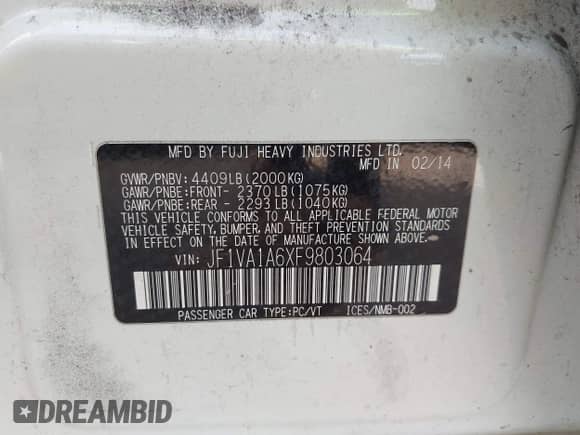 MFD BY FUJI HEAVY INDUSTRIES LTD.
MFD IN 02/14
GVWR/PNBV: 4409LB(2000KG)
GAWR/PNBE:FRONT- 2370LB(1075KG)
GAWR/PNBE:REAR - 2293LB(1040KG)
THIS VEHICLE CONFORMS TO ALL APPLICABLE FEDERAL MOTOR
VEHICLE SAFETY, BUMPER, AND THEFT PREVENTION STANDARDS
IN EFFECT ON THE DATE OF MANUFACTURE SHOWN ABOVE.
VIN: JF1VA1A6XF9803064
PASSENGER CAR TYPE:PC/VT ICES/NMB-002
DREAMBID